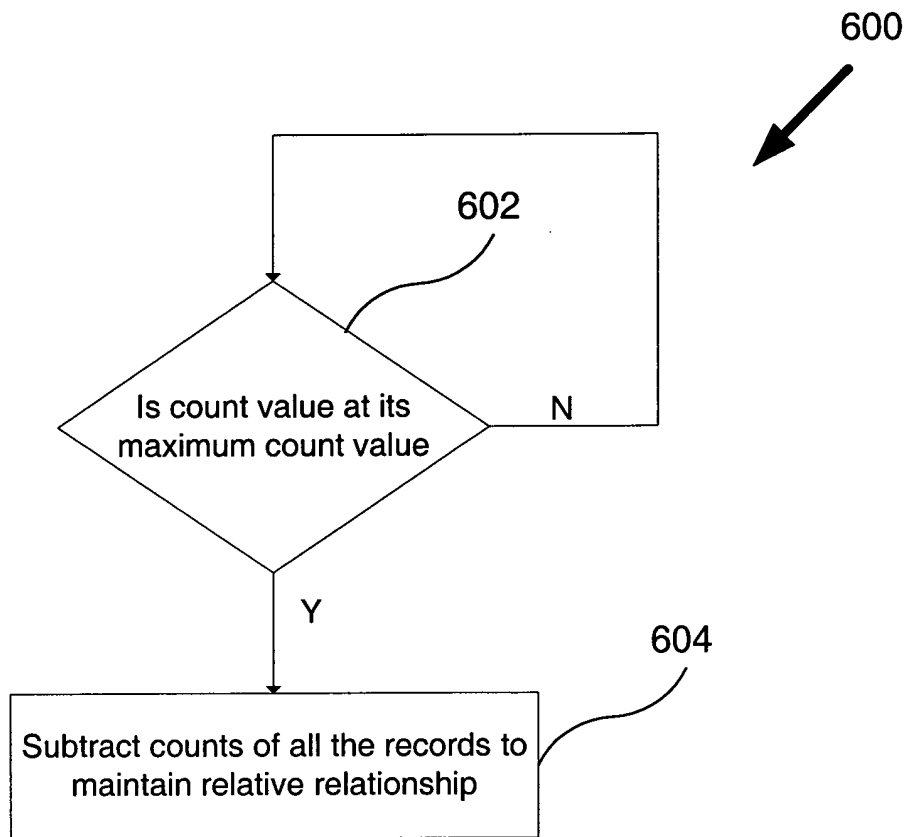 600
602
Is count value at its
maximum count value
N
Y
604
Subtract counts of all the records to
maintain relative relationship